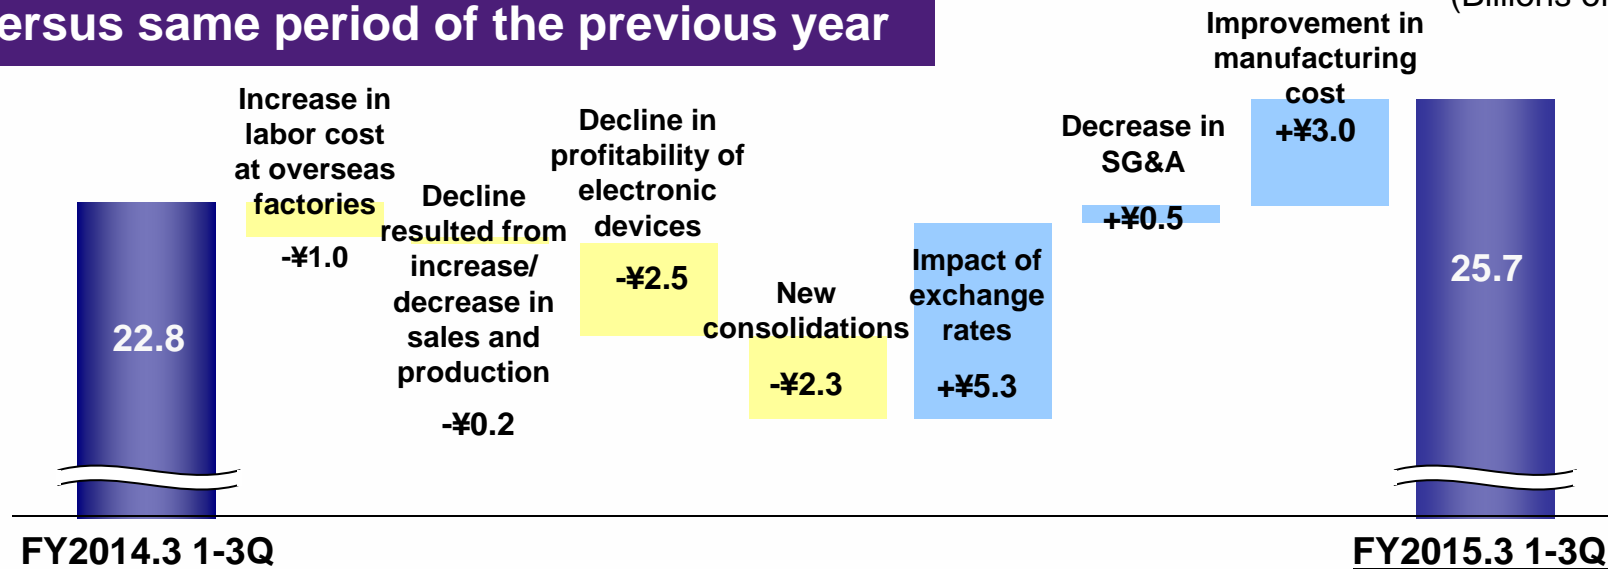 ersus same period of the previous year
(Billions o
Increase in
labor cost
at overseas
factories
-¥1.0
Decline
resulted from
increase/
decrease in
sales and
production
-¥0.2
Decline in
profitability of
electronic
devices
-¥2.5
New
consolidations
-¥2.3
Impact of
exchange
rates
+¥5.3
Decrease in
SG&A
+¥0.5
Improvement in
manufacturing
cost
+¥3.0
22.8
25.7
FY2014.3 1-3Q
FY2015.3 1-3Q